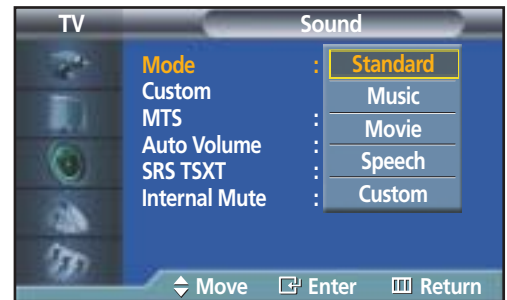 TV Sound
Mode : Standard
Custom Music
MTS : Movie
Auto Volume :
SRS TSXT : Speech
Internal Mute : Custom
Move Enter Return